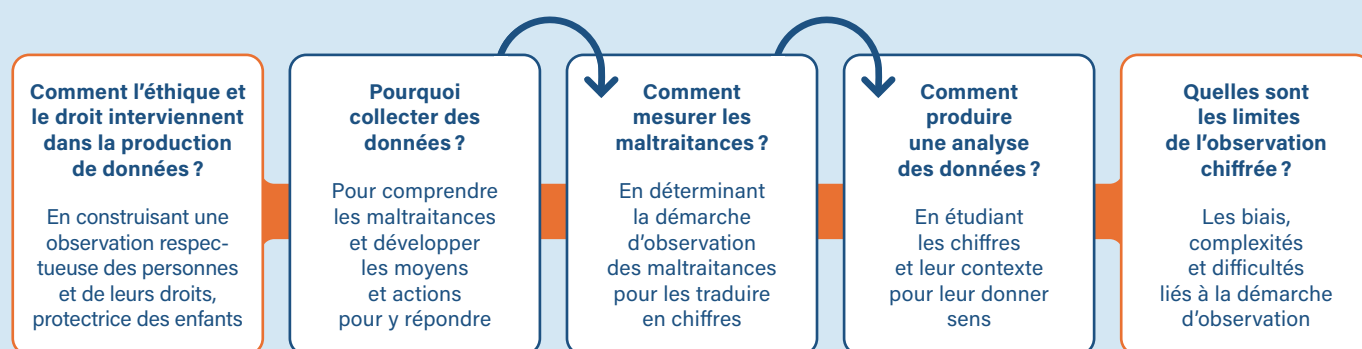 Comment l’éthique et
le droit interviennent
dans la production
de données ?
En construisant une
observation respec-
tueuse des personnes
et de leurs droits,
protectrice des enfants
Pourquoi
collecter des
données ?
Pour comprendre
les maltraitances
et développer
les moyens
et actions
pour y répondre
Comment
mesurer les
maltraitances ?
En déterminant
la démarche
d'observation
des maltraitances
pour les traduire
en chiffres
Comment
produire
une analyse
des données ?
En étudiant
les chiffres
et leur contexte
pour leur donner
sens
Quelles sont
les limites
de l’observation
chiffrée ?
Les biais,
complexités
et difficultés
liés à la démarche
d’observation